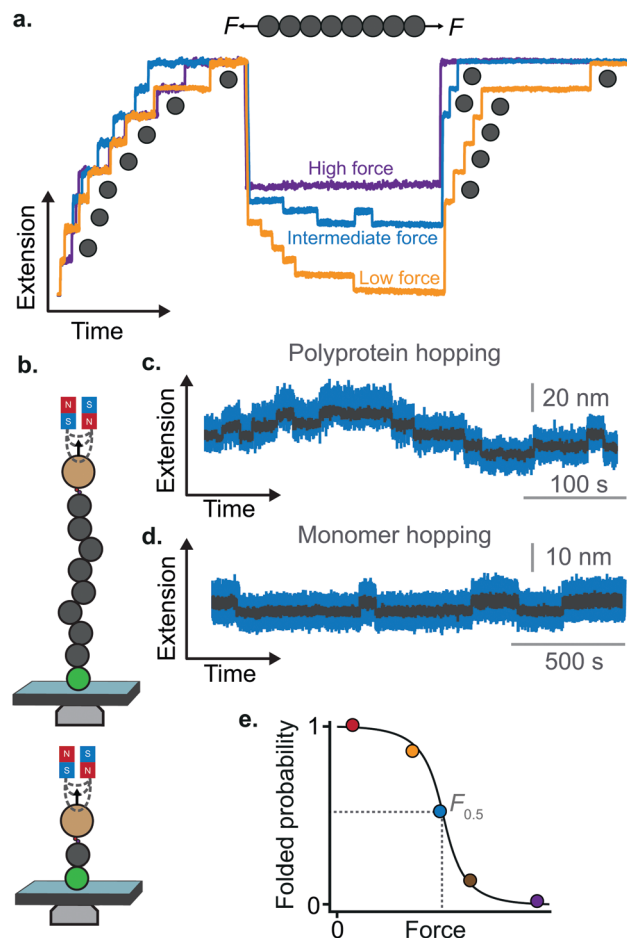 a.
F F
High force
Intermediate force
Low force
Extension
Time
b.
N S
S N
N S
S N
c.
Polyprotein hopping
20 nm
Extension
100 s
Time
d.
Monomer hopping
10 nm
Extension
500 s
Time
e.
1
F0.5
Folded probability
0
0
Force